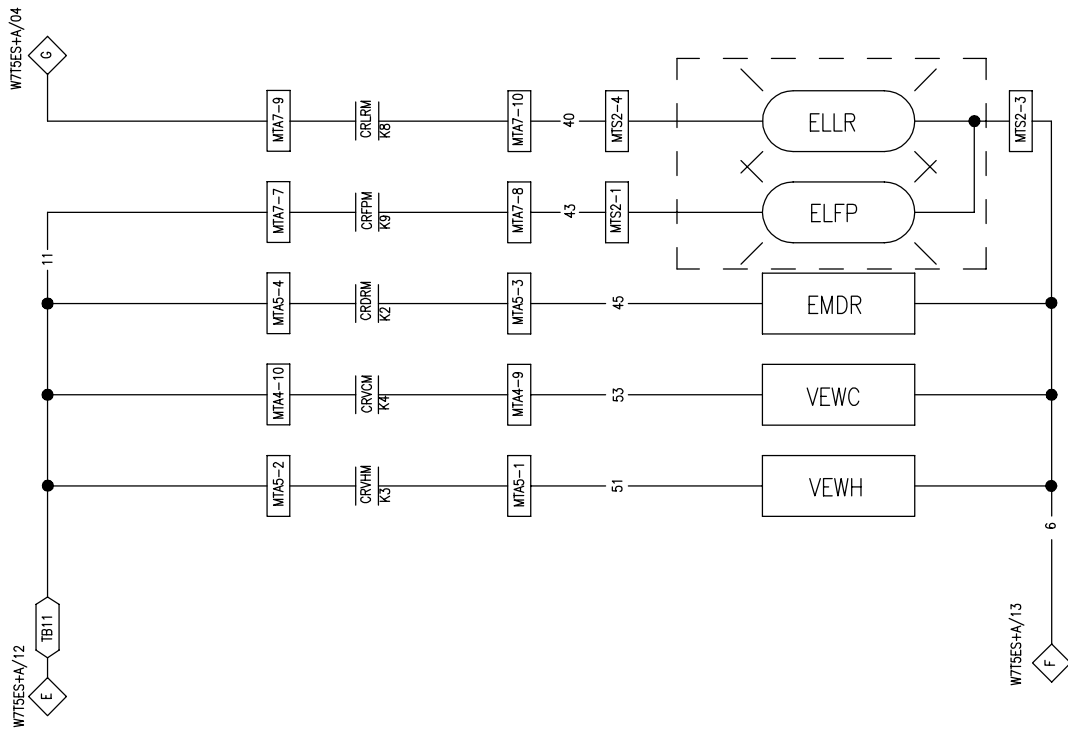 W7T5ES+A/04
G
MTA7-9
CRLRM
K8
MTA7-10
40
MTS2-4
ELLR
MTS2-3
MTA7-7
CRFPM
K9
MTA7-8
43
MTS2-1
ELFP
11
MTA5-4
CRDRM
K2
MTA5-3
45
EMDR
MTA4-10
CRVCM
K4
MTA4-9
53
VEWC
MTA5-2
CRVHM
K3
MTA5-1
51
VEWH
6
TB11
W7T5ES+A/12
E
W7T5ES+A/13
F